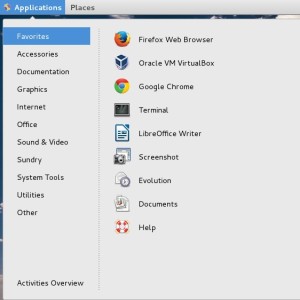 Applications Places
Favorites
Accessories
Documentation
Graphics
Internet
Office
Sound & Video
Sundry
System Tools
Utilities
Other
Activities Overview
Firefox Web Browser
Oracle VM VirtualBox
Google Chrome
Terminal
LibreOffice Writer
Screenshot
Evolution
Documents
Help